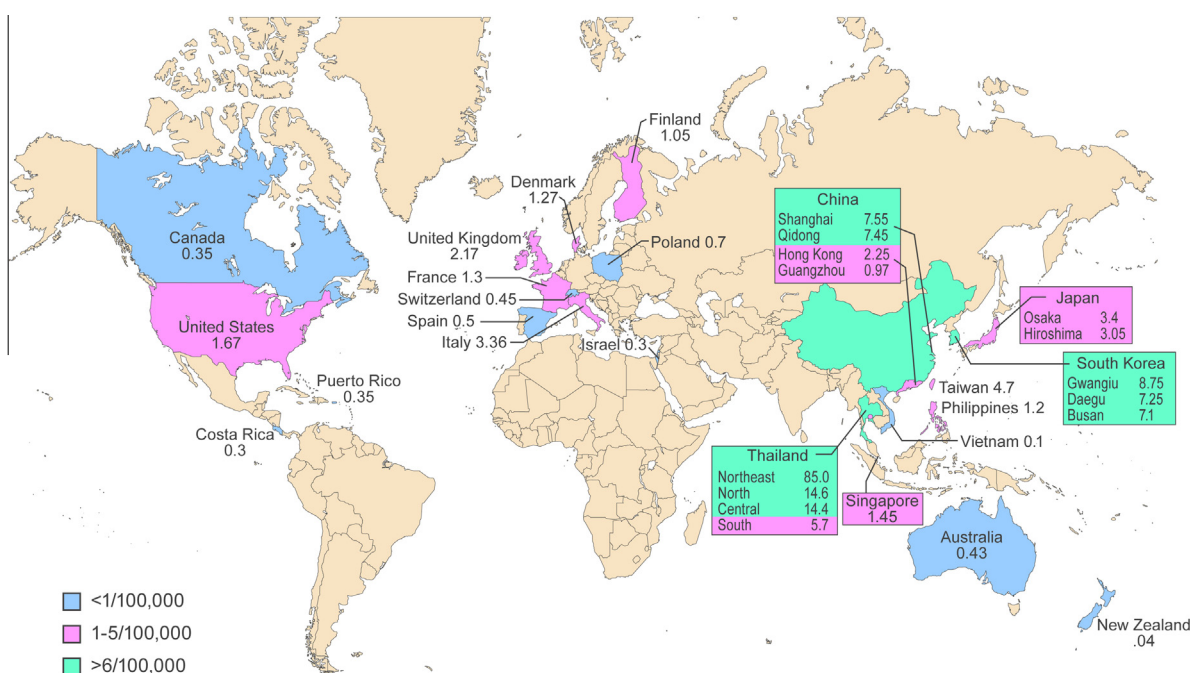 Finland
1.05
Denmark
1.27
United Kingdom
2.17
France 1.3
Switzerland 0.45
Spain 0.5
Italy 3.36
Poland 0.7
Israel 0.3
Canada
0.35
United States
1.67
Puerto Rico
0.35
Costa Rica
0.3
China
Shanghai 7.55
Qidong 7.45
Hong Kong 2.25
Guangzhou 0.97
Japan
Osaka 3.4
Hiroshima 3.05
South Korea
Gwangiu 8.75
Daegu 7.25
Busan 7.1
Taiwan 4.7
Philippines 1.2
Vietnam 0.1
Thailand
Northeast 85.0
North 14.6
Central 14.4
South 5.7
Singapore
1.45
Australia
0.43
New Zealand
.04
<1/100,000
1-5/100,000
>6/100,000